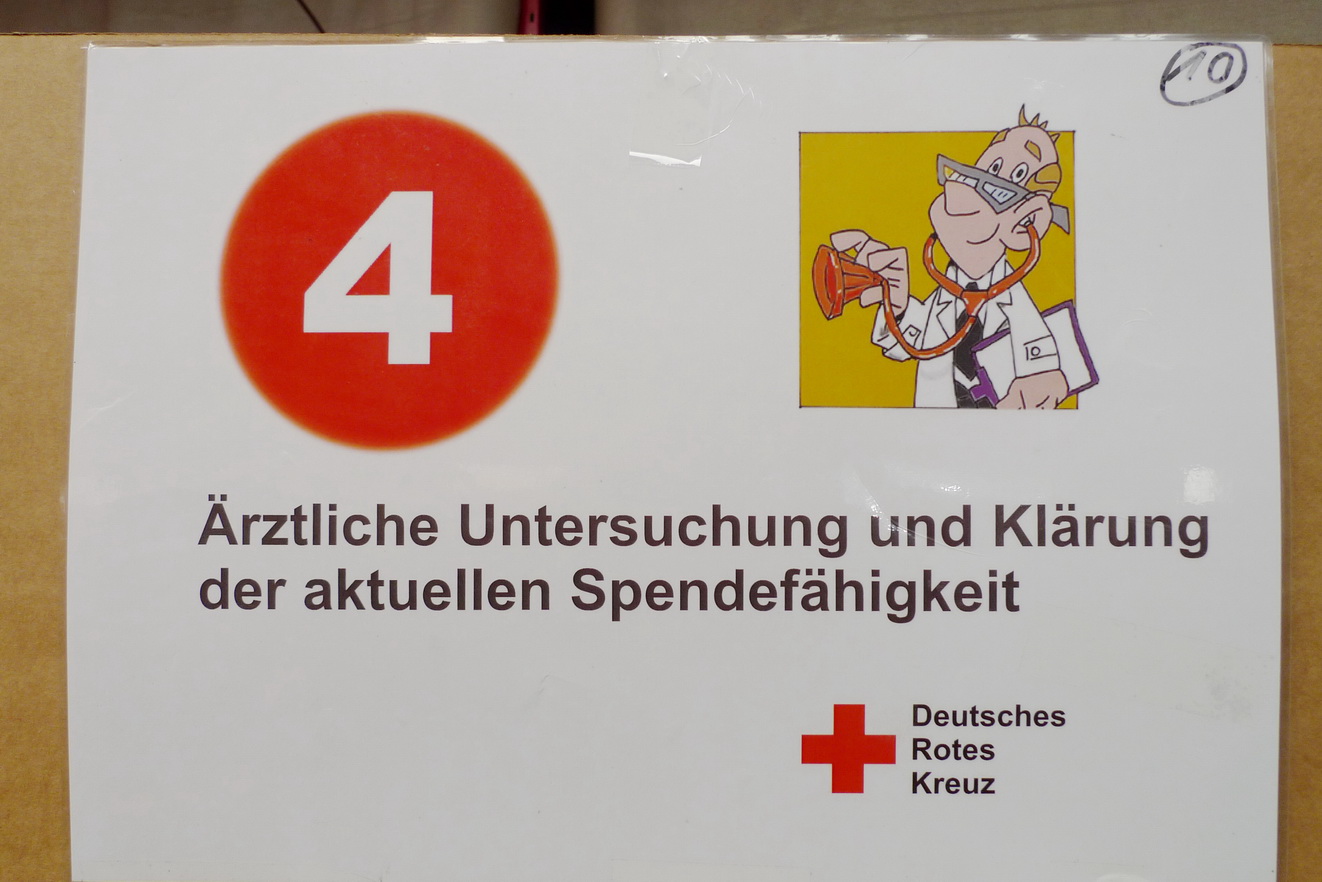 10
4
Ärztliche Untersuchung und Klärung
der aktuellen Spendefähigkeit
Deutsches
Rotes
Kreuz